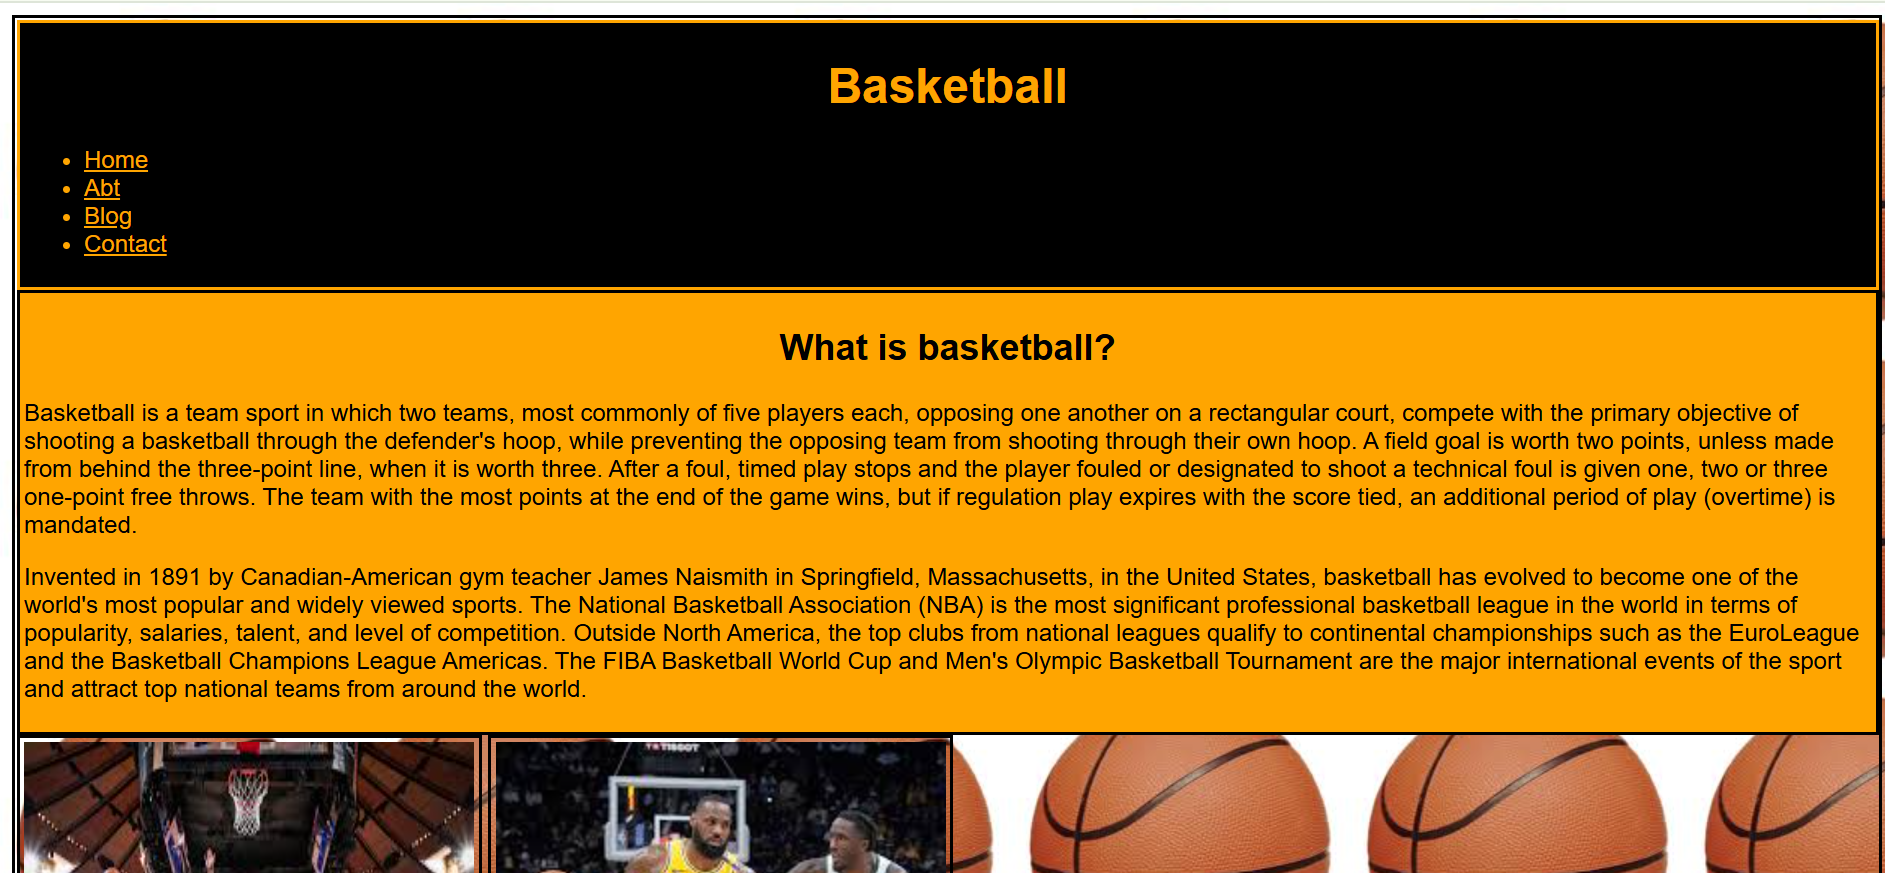 Basketball
Home
Abt
Blog
Contact
What is basketball?
Basketball is a team sport in which two teams, most commonly of five players each, opposing one another on a rectangular court, compete with the primary objective of
shooting a basketball through the defender's hoop, while preventing the opposing team from shooting through their own hoop. A field goal is worth two points, unless made
from behind the three-point line, when it is worth three. After a foul, timed play stops and the player fouled or designated to shoot a technical foul is given one, two or three
one-point free throws. The team with the most points at the end of the game wins, but if regulation play expires with the score tied, an additional period of play (overtime) is
mandated.
Invented in 1891 by Canadian-American gym teacher James Naismith in Springfield, Massachusetts, in the United States, basketball has evolved to become one of the
world's most popular and widely viewed sports. The National Basketball Association (NBA) is the most significant professional basketball league in the world in terms of
popularity, salaries, talent, and level of competition. Outside North America, the top clubs from national leagues qualify to continental championships such as the EuroLeague
and the Basketball Champions League Americas. The FIBA Basketball World Cup and Men's Olympic Basketball Tournament are the major international events of the sport
and attract top national teams from around the world.
TISSOT